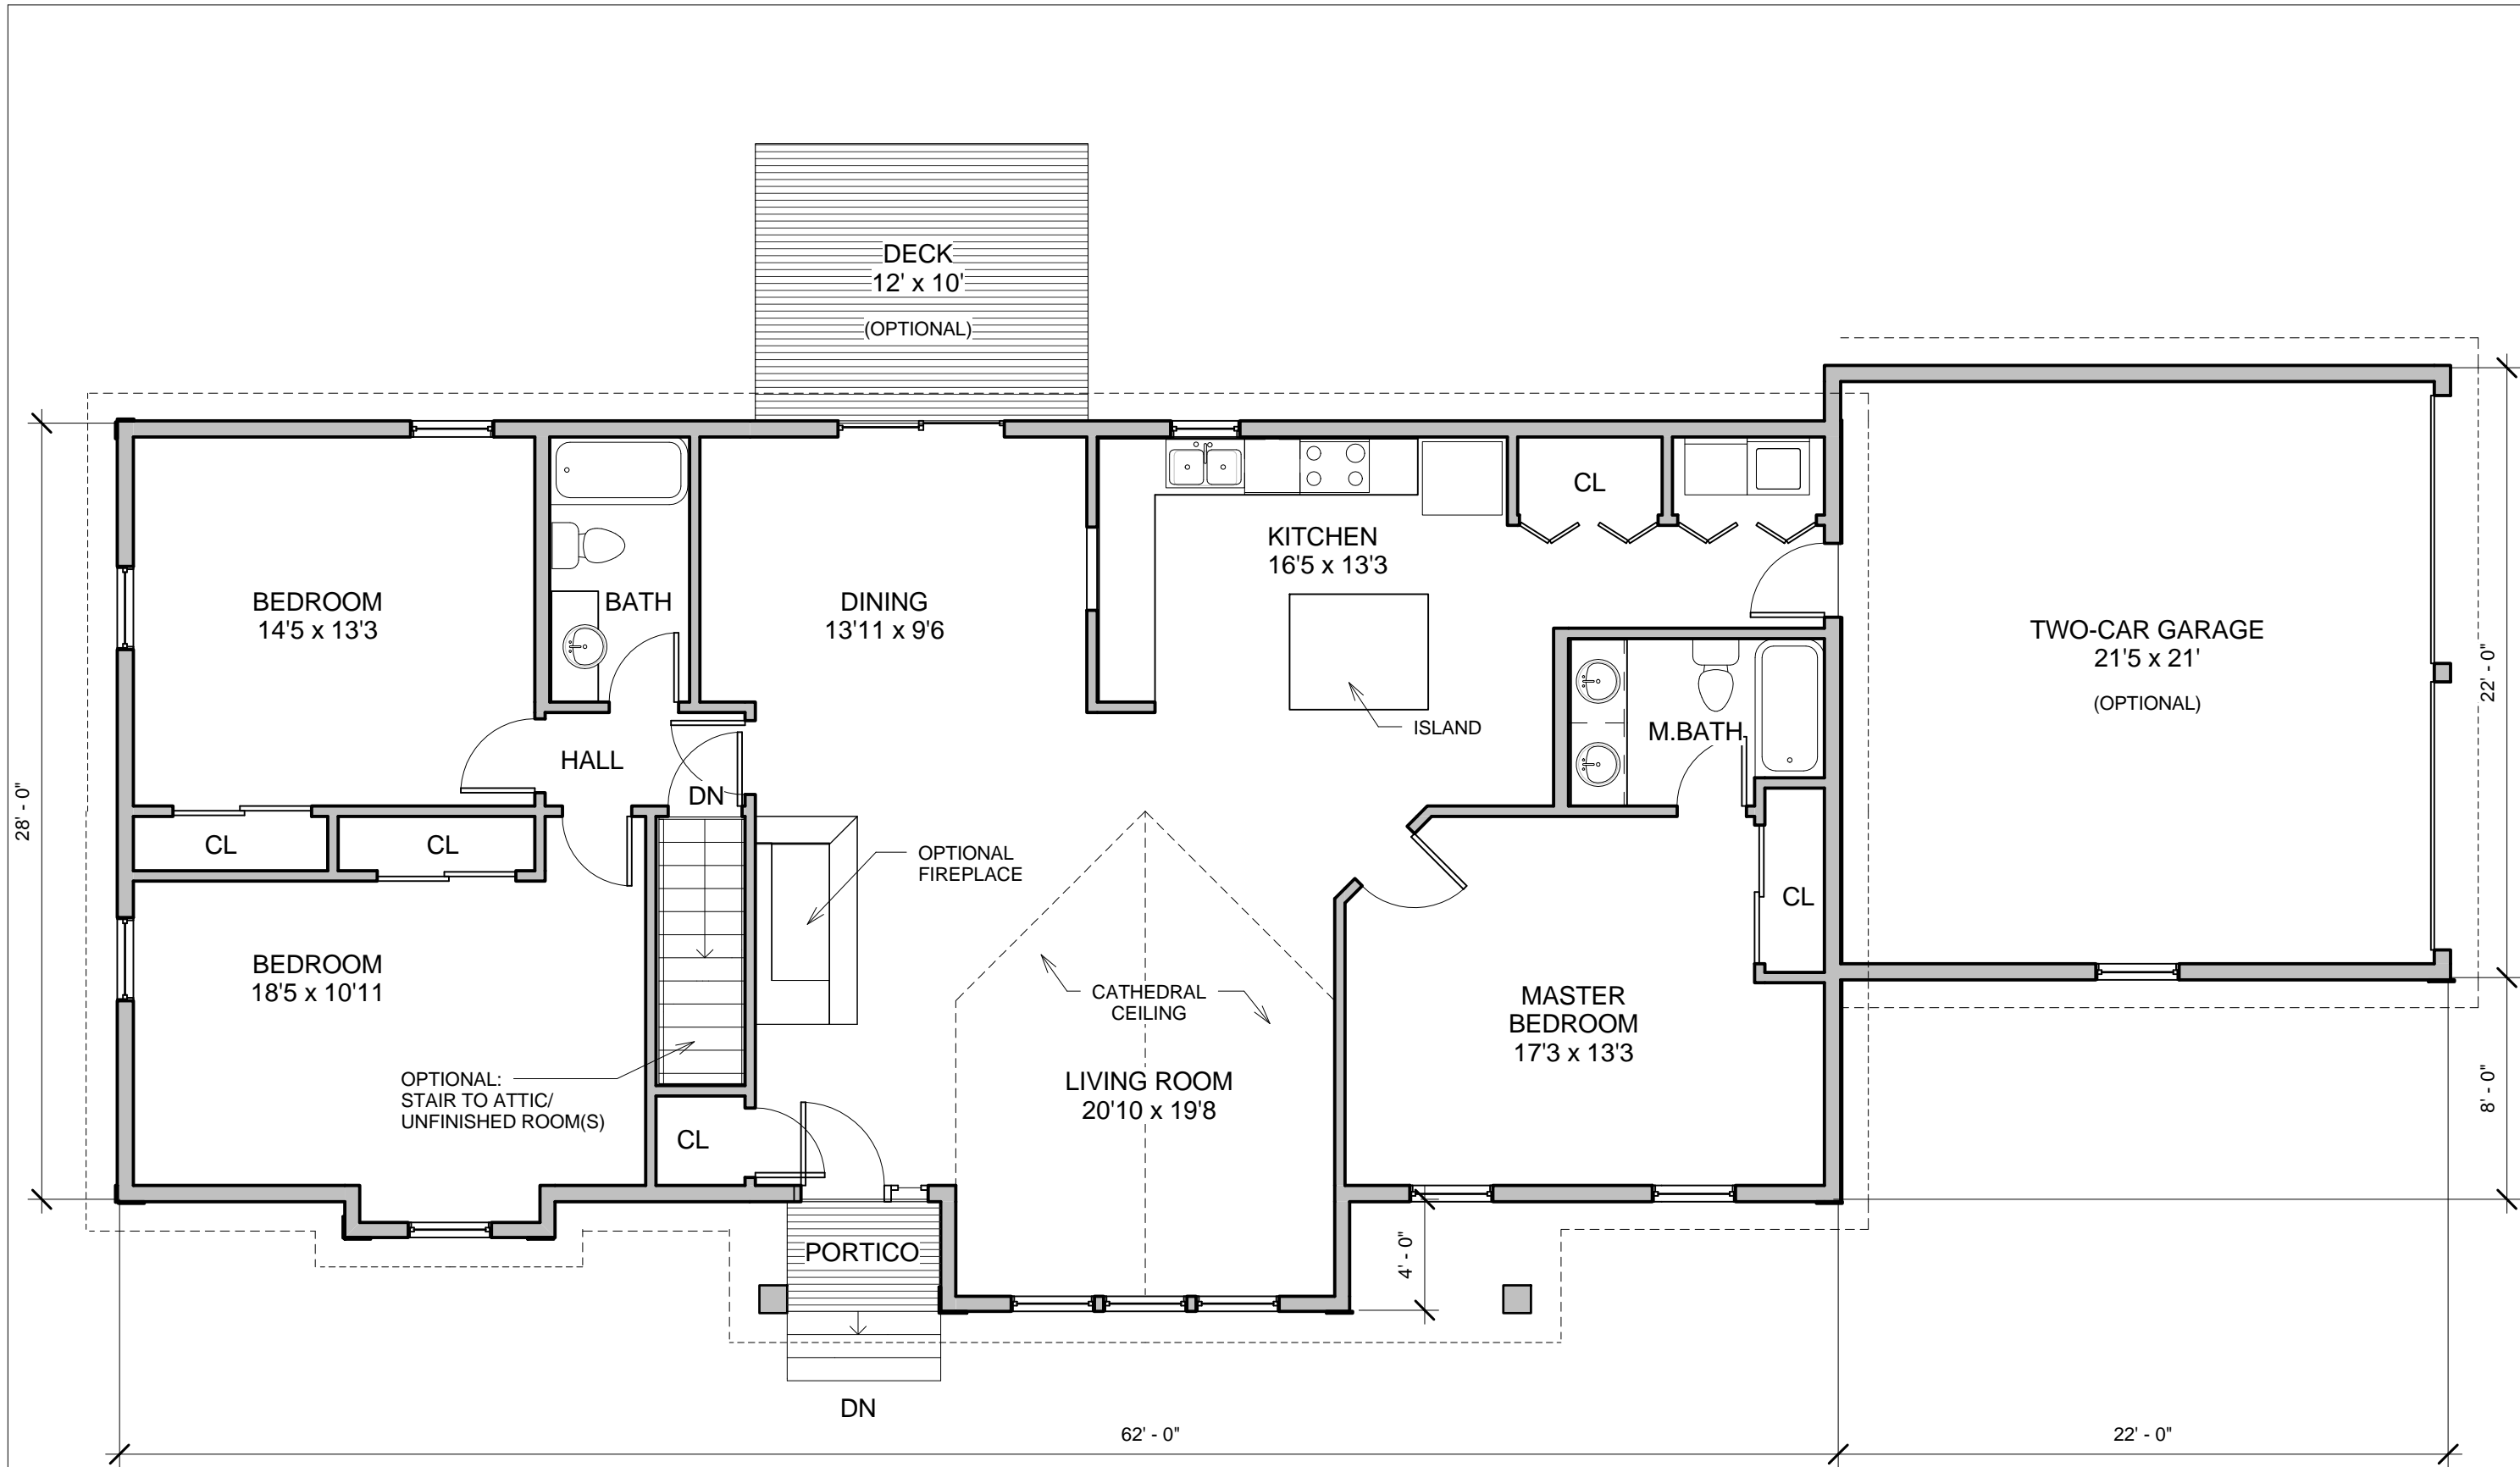 DECK
12' x 10'
(OPTIONAL)
BEDROOM
14'5 x 13'3
BATH
DINING
13'11 x 9'6
KITCHEN
16'5 x 13'3
CL
ISLAND
TWO-CAR GARAGE
21'5 x 21'
(OPTIONAL)
22' - 0"
28' - 0"
HALL
DN
M.BATH
CL
CL
OPTIONAL
FIREPLACE
CL
BEDROOM
18'5 x 10'11
CATHEDRAL
CEILING
MASTER
BEDROOM
17'3 x 13'3
OPTIONAL:
STAIR TO ATTIC/
UNFINISHED ROOM(S)
LIVING ROOM
20'10 x 19'8
8' - 0"
CL
PORTICO
4' - 0"
DN
62' - 0"
22' - 0"